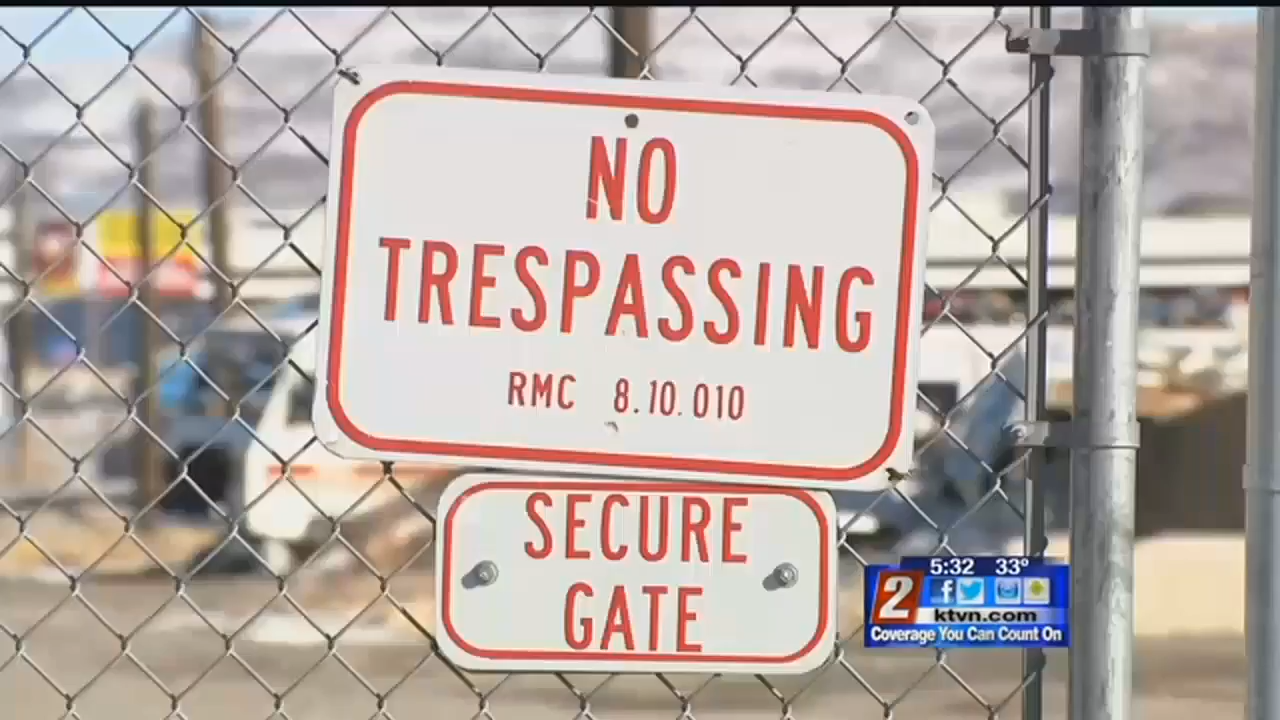 NO
TRESPASSING
RMC 8.10.010
SECURE
GATE
5:32 33°
2
ktvn.com
Coverage You Can Count On